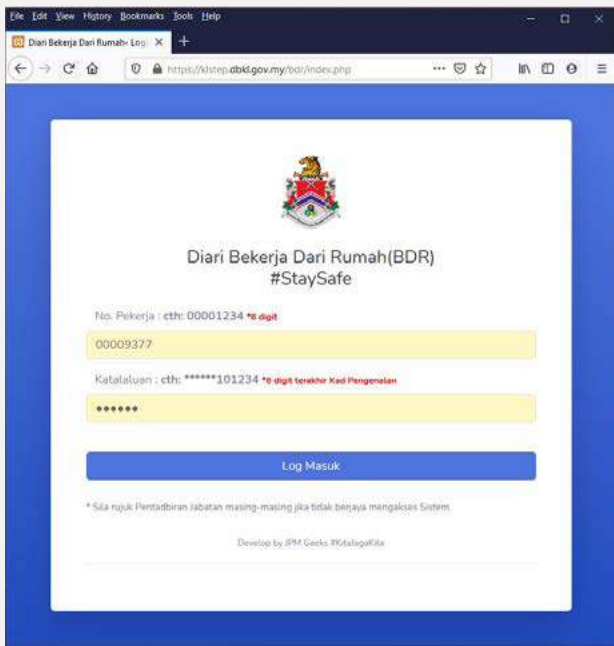 File Edit View History Bookmarks Tools Help
Diari Bekerja Dari Rumah- Log
https://klstep.dbkl.gov.my/bdr/index.php
Diari Bekerja Dari Rumah(BDR)
#StaySafe
No. Pekerja : cth: 00001234 *8 digit
00009377
Katalaluan : cth: ******101234 *6 digit terakhir Kad Pengenalan
••••••
Log Masuk
* Sila rujuk Pentadbiran Jabatan masing-masing jika tidak berjaya mengakses Sistem.
Develop by JPM Geeks #KitaJagaKita